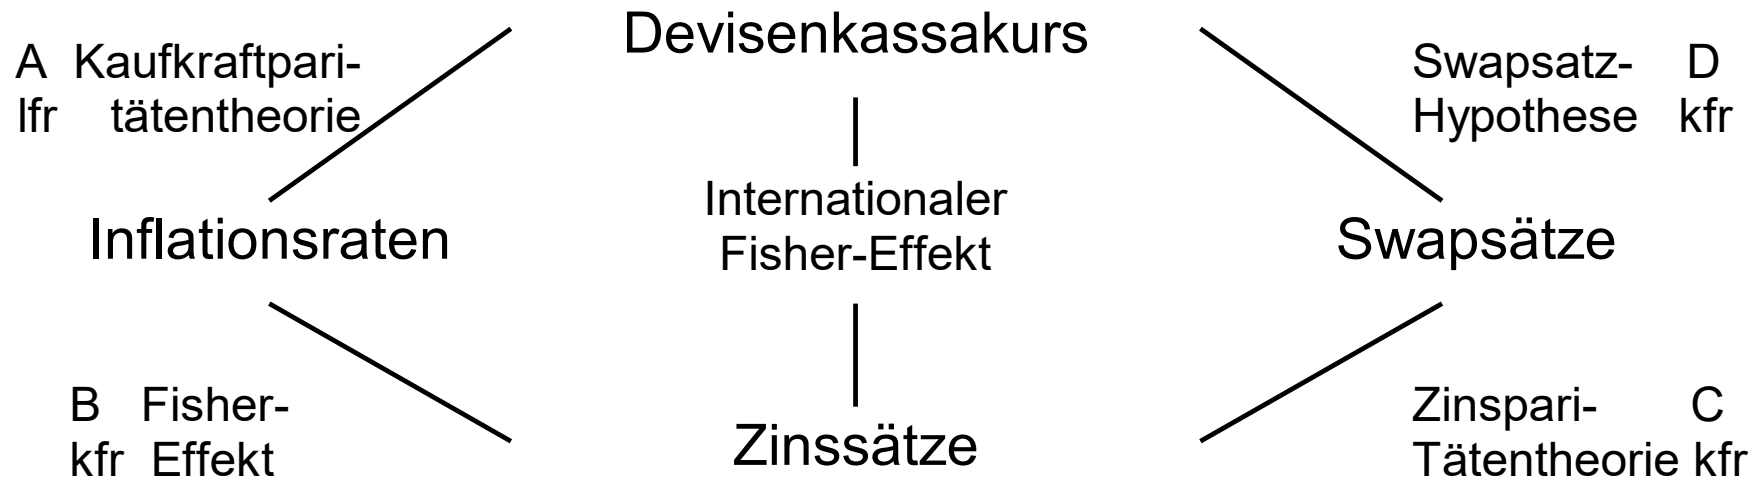 Devisenkassakurs
A Kaufkraftpari-
lfr tätentheorie
Swapsatz- D
Hypothese kfr
Internationaler
Fisher-Effekt
Inflationsraten
Swapsätze
B Fisher-
kfr Effekt
Zinssätze
Zinspari- C
Tätentheorie kfr